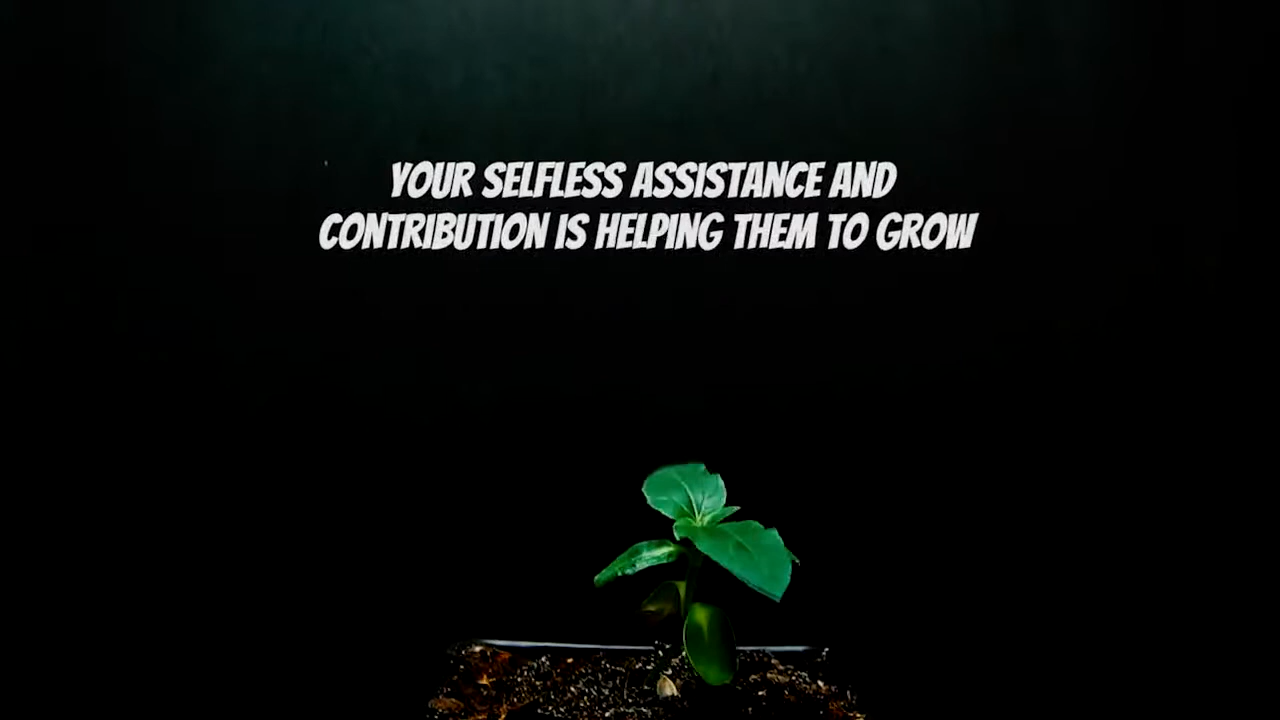 YOUR SELFLESS ASSISTANCE AND
CONTRIBUTION IS HELPING THEM TO GROW